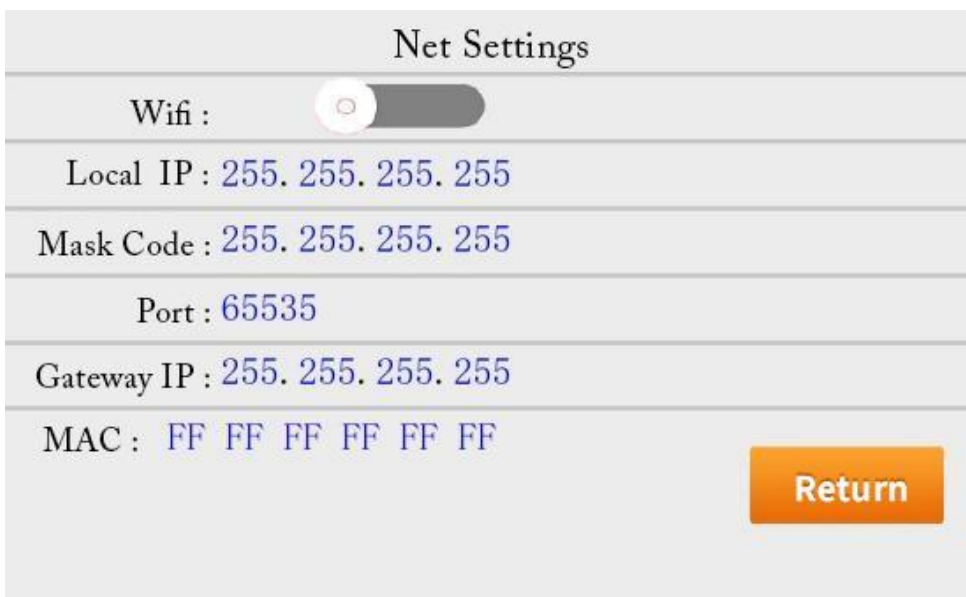 Net Settings
Wifi :
Local IP : 255. 255. 255. 255
Mask Code : 255. 255. 255. 255
Port : 65535
Gateway IP : 255. 255. 255. 255
MAC : FF FF FF FF FF FF
Return